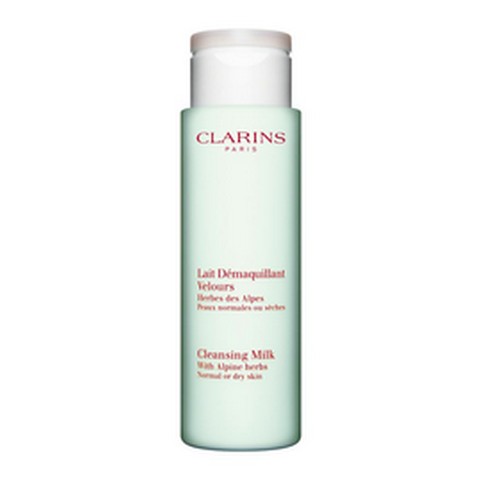 CLARINS
PARIS
Lait Démaquillant
Velours
Herbes des Alpes
Peaux normales ou sèches
Cleansing Milk
With Alpine herbs
Normal or dry skin